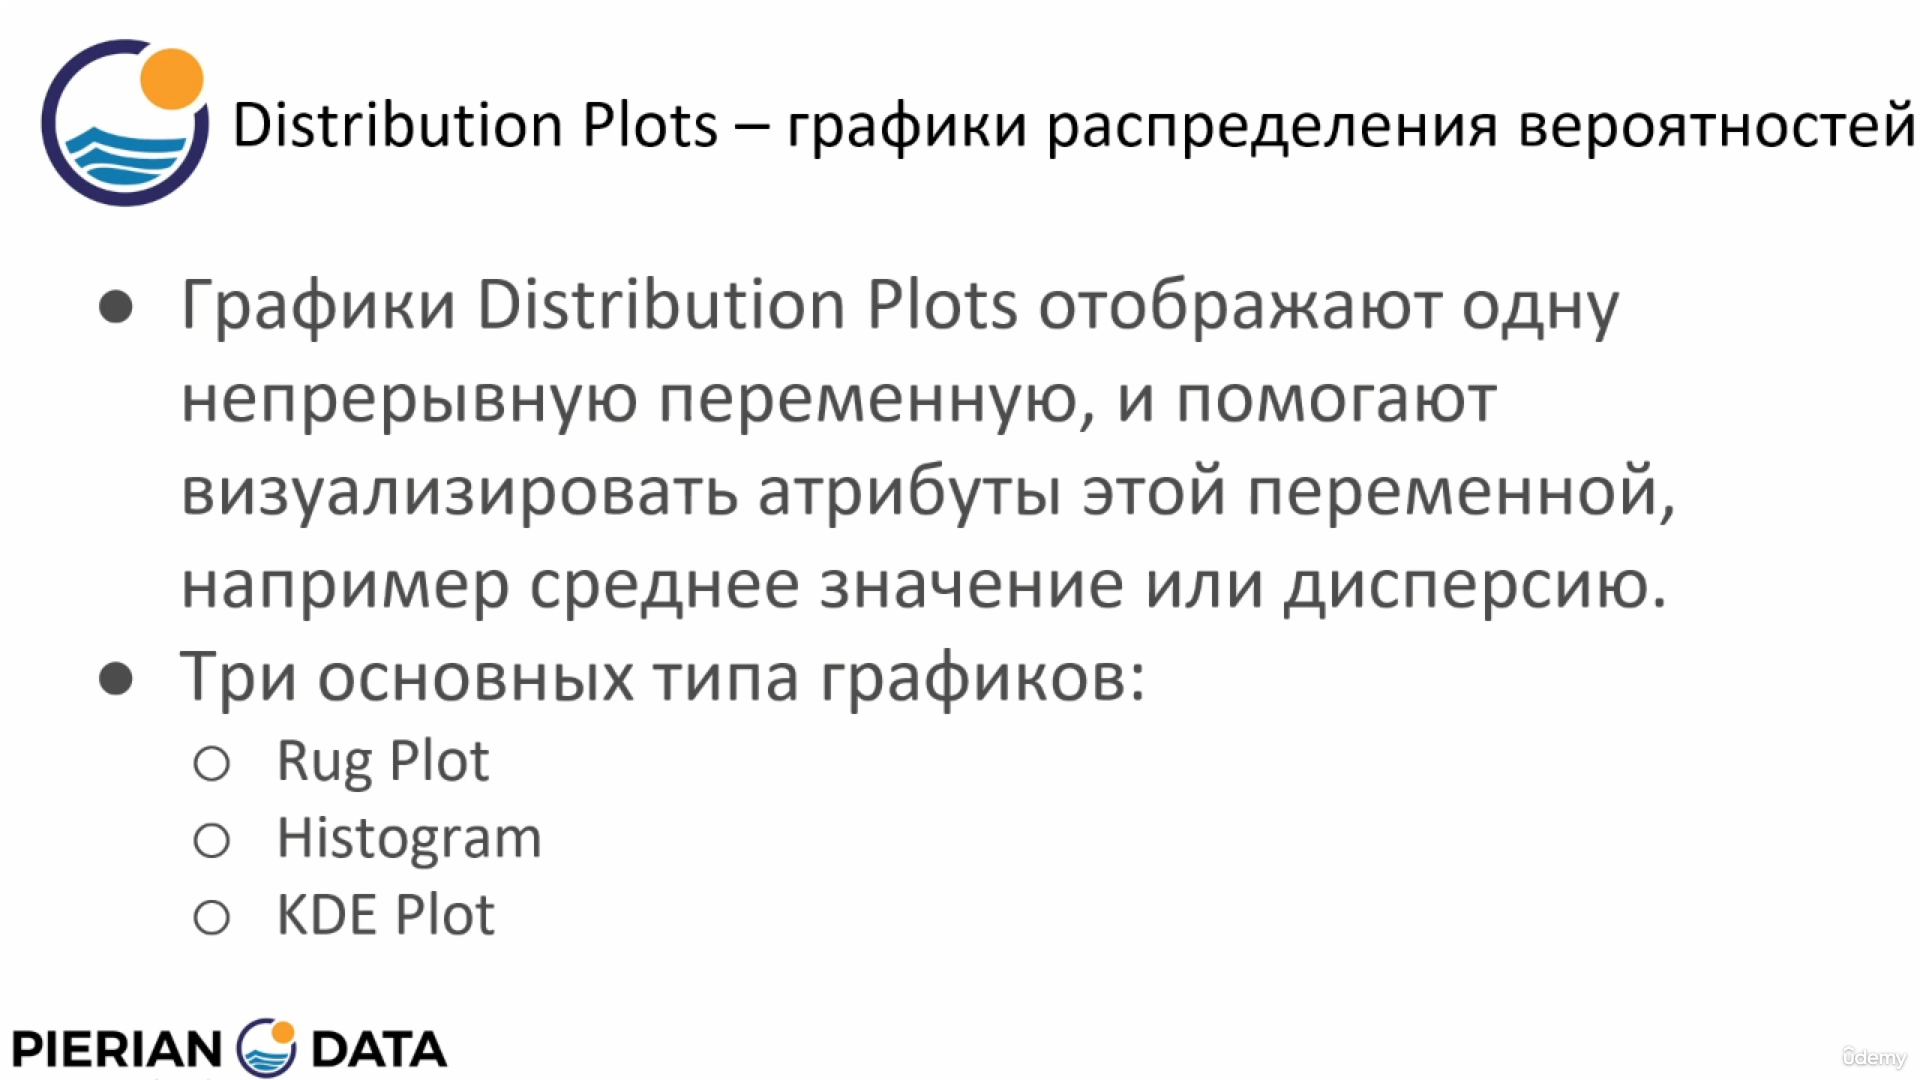 Distribution Plots – графики распределения вероятностей
● Графики Distribution Plots отображают одну
непрерывную переменную, и помогают
визуализировать атрибуты этой переменной,
например среднее значение или дисперсию.
● Три основных типа графиков:
○ Rug Plot
○ Histogram
○ KDE Plot
PIERIAN DATA
ûdemy